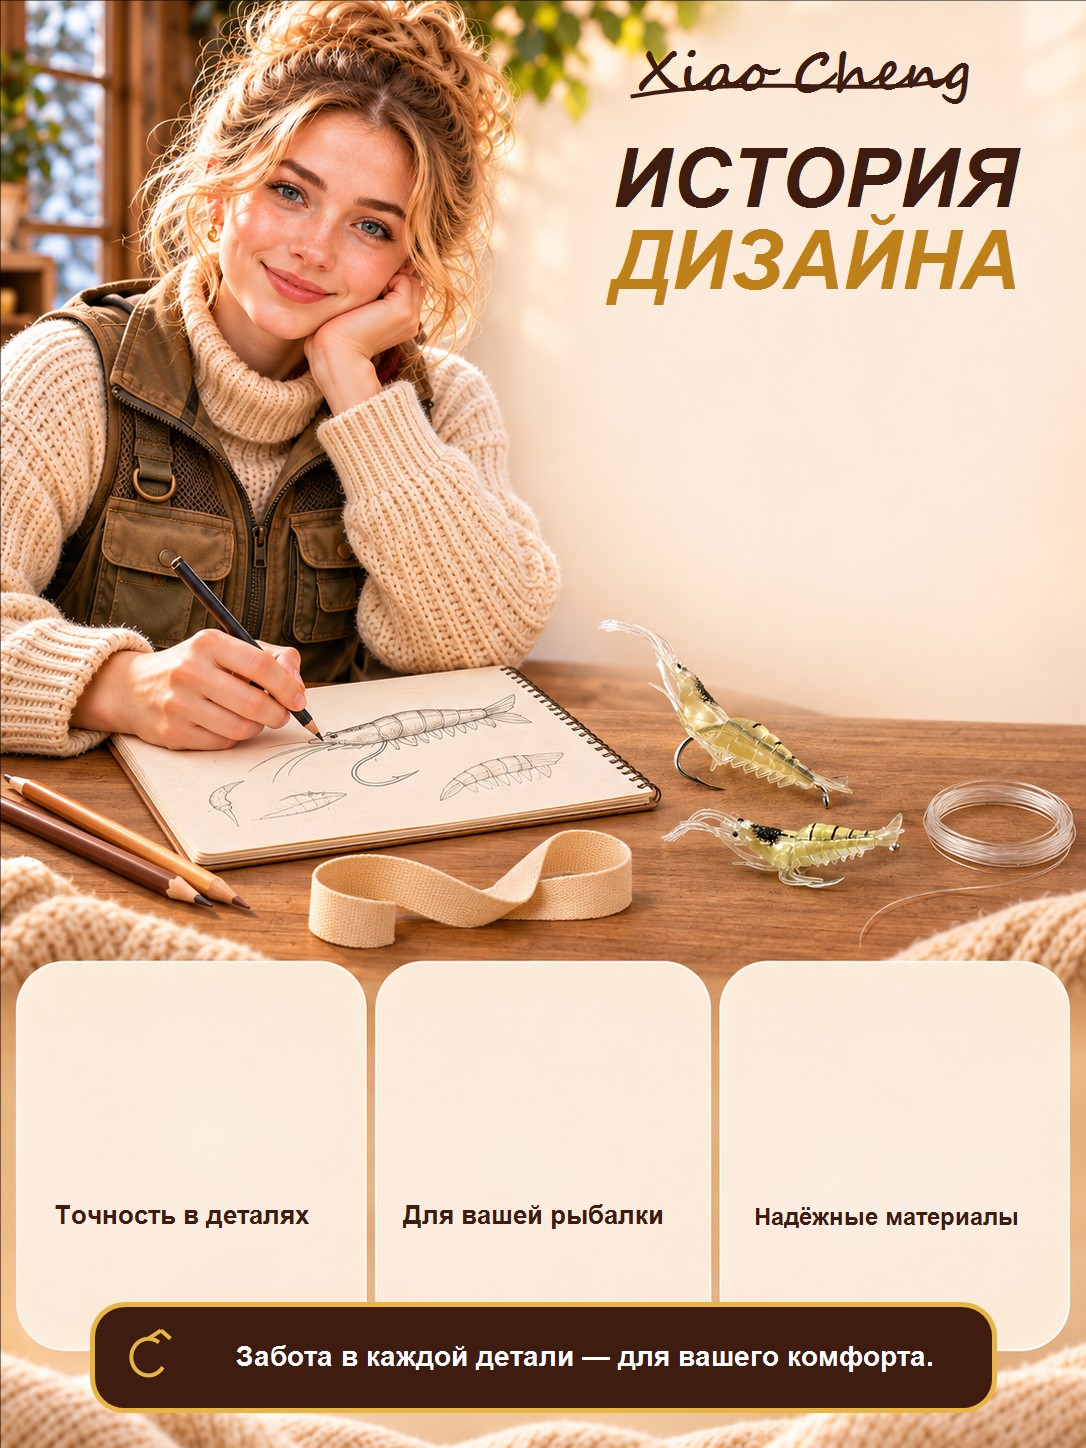 Xiao Cheng
ИСТОРИЯ
ДИЗАЙНА
Точность в деталях
Для вашей рыбалки
Надёжные материалы
Забота в каждой детали — для вашего комфорта.